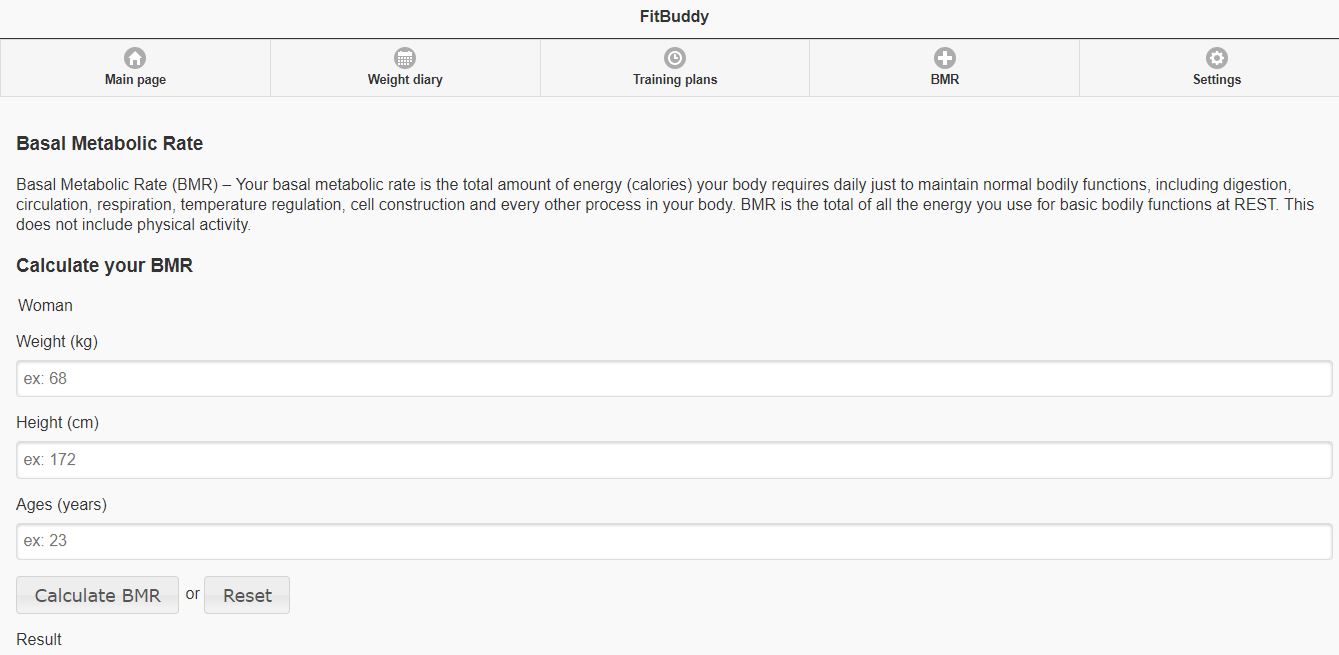 FitBuddy
Main page
Weight diary
Training plans
BMR
Settings
Basal Metabolic Rate
Basal Metabolic Rate (BMR) – Your basal metabolic rate is the total amount of energy (calories) your body requires daily just to maintain normal bodily functions, including digestion,
circulation, respiration, temperature regulation, cell construction and every other process in your body. BMR is the total of all the energy you use for basic bodily functions at REST. This
does not include physical activity.
Calculate your BMR
Woman
Weight (kg)
ex: 68
Height (cm)
ex: 172
Ages (years)
ex: 23
Calculate BMR or Reset
Result